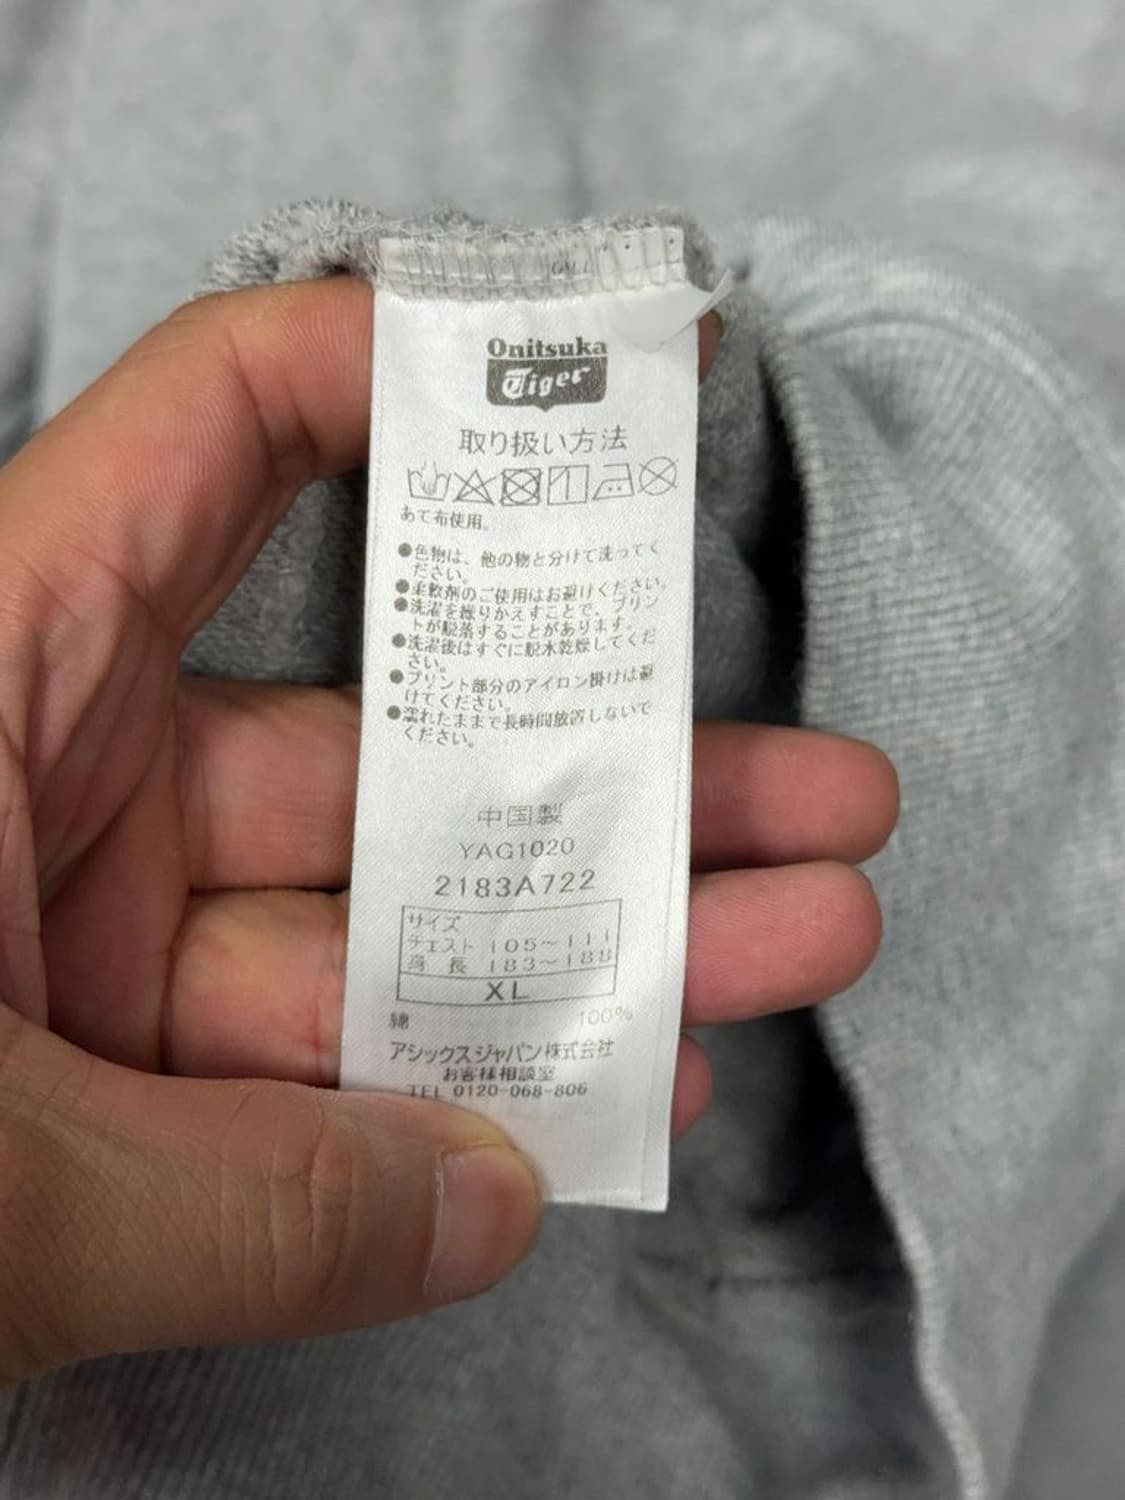 Onitsuka
Tiger
取り扱い方法
あて布使用。
●色物は、他の物と分けて洗ってく
ださい。
●柔軟剤のご使用はお避けください。
●洗濯を繰りかえすことで、プリン
トが脱落することがあります。
●洗濯後はすぐに脱水乾燥してくだ
さい。
●プリント部分のアイロン掛けは避
けてください。
●濡れたままで長時間放置しないで
ください。
中国製
YAG1020
2183A722
サイズ
チェスト 105~111
身 長 183~188
XL
綿 100%
アシックスジャパン株式会社
お客様相談室
TEL 0120-068-806